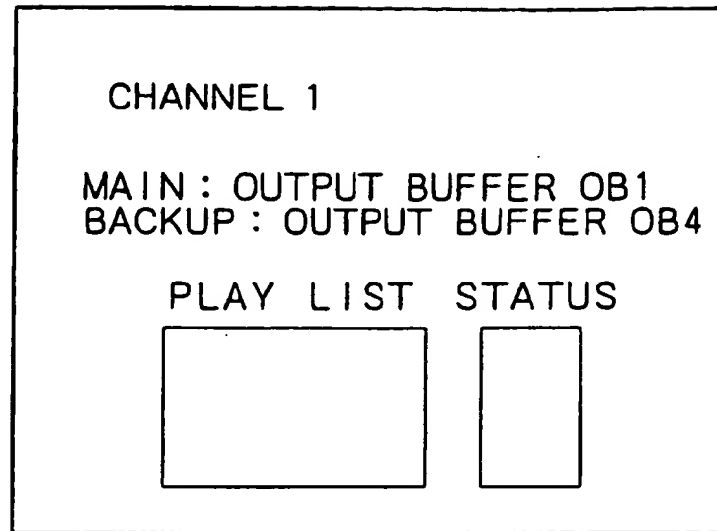 CHANNEL 1
MAIN : OUTPUT BUFFER OB1
BACKUP : OUTPUT BUFFER OB4
PLAY LIST STATUS